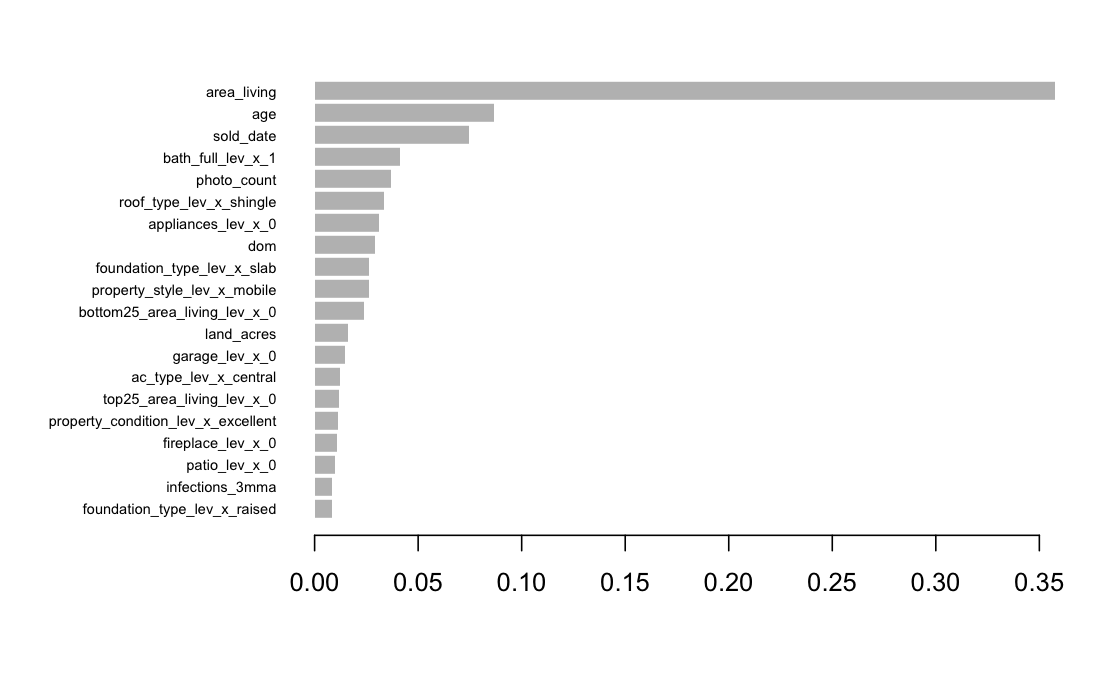 area_living
age
sold_date
bath_full_lev_x_1
photo_count
roof_type_lev_x_shingle
appliances_lev_x_0
dom
foundation_type_lev_x_slab
property_style_lev_x_mobile
bottom25_area_living_lev_x_0
land_acres
garage_lev_x_0
ac_type_lev_x_central
top25_area_living_lev_x_0
property_condition_lev_x_excellent
fireplace_lev_x_0
patio_lev_x_0
infections_3mma
foundation_type_lev_x_raised
0.00 0.05 0.10 0.15 0.20 0.25 0.30 0.35